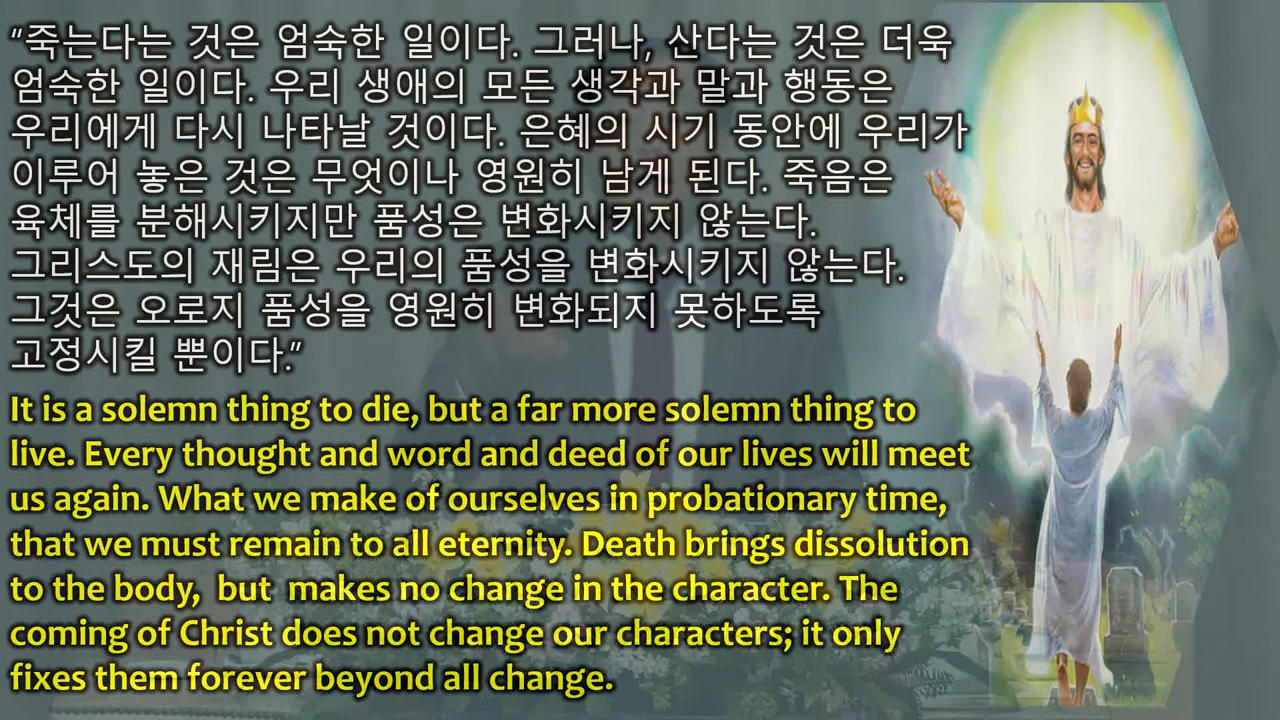 “죽는다는 것은 엄숙한 일이다. 그러나, 산다는 것은 더욱
엄숙한 일이다. 우리 생애의 모든 생각과 말과 행동은
우리에게 다시 나타날 것이다. 은혜의 시기 동안에 우리가
이루어 놓은 것은 무엇이나 영원히 남게 된다. 죽음은
육체를 분해시키지만 품성은 변화시키지 않는다.
그리스도의 재림은 우리의 품성을 변화시키지 않는다.
그것은 오로지 품성을 영원히 변화되지 못하도록
고정시킬 뿐이다.”
It is a solemn thing to die, but a far more solemn thing to
live. Every thought and word and deed of our lives will meet
us again. What we make of ourselves in probationary time,
that we must remain to all eternity. Death brings dissolution
to the body,  but  makes no change in the character. The
coming of Christ does not change our characters; it only
fixes them forever beyond all change.